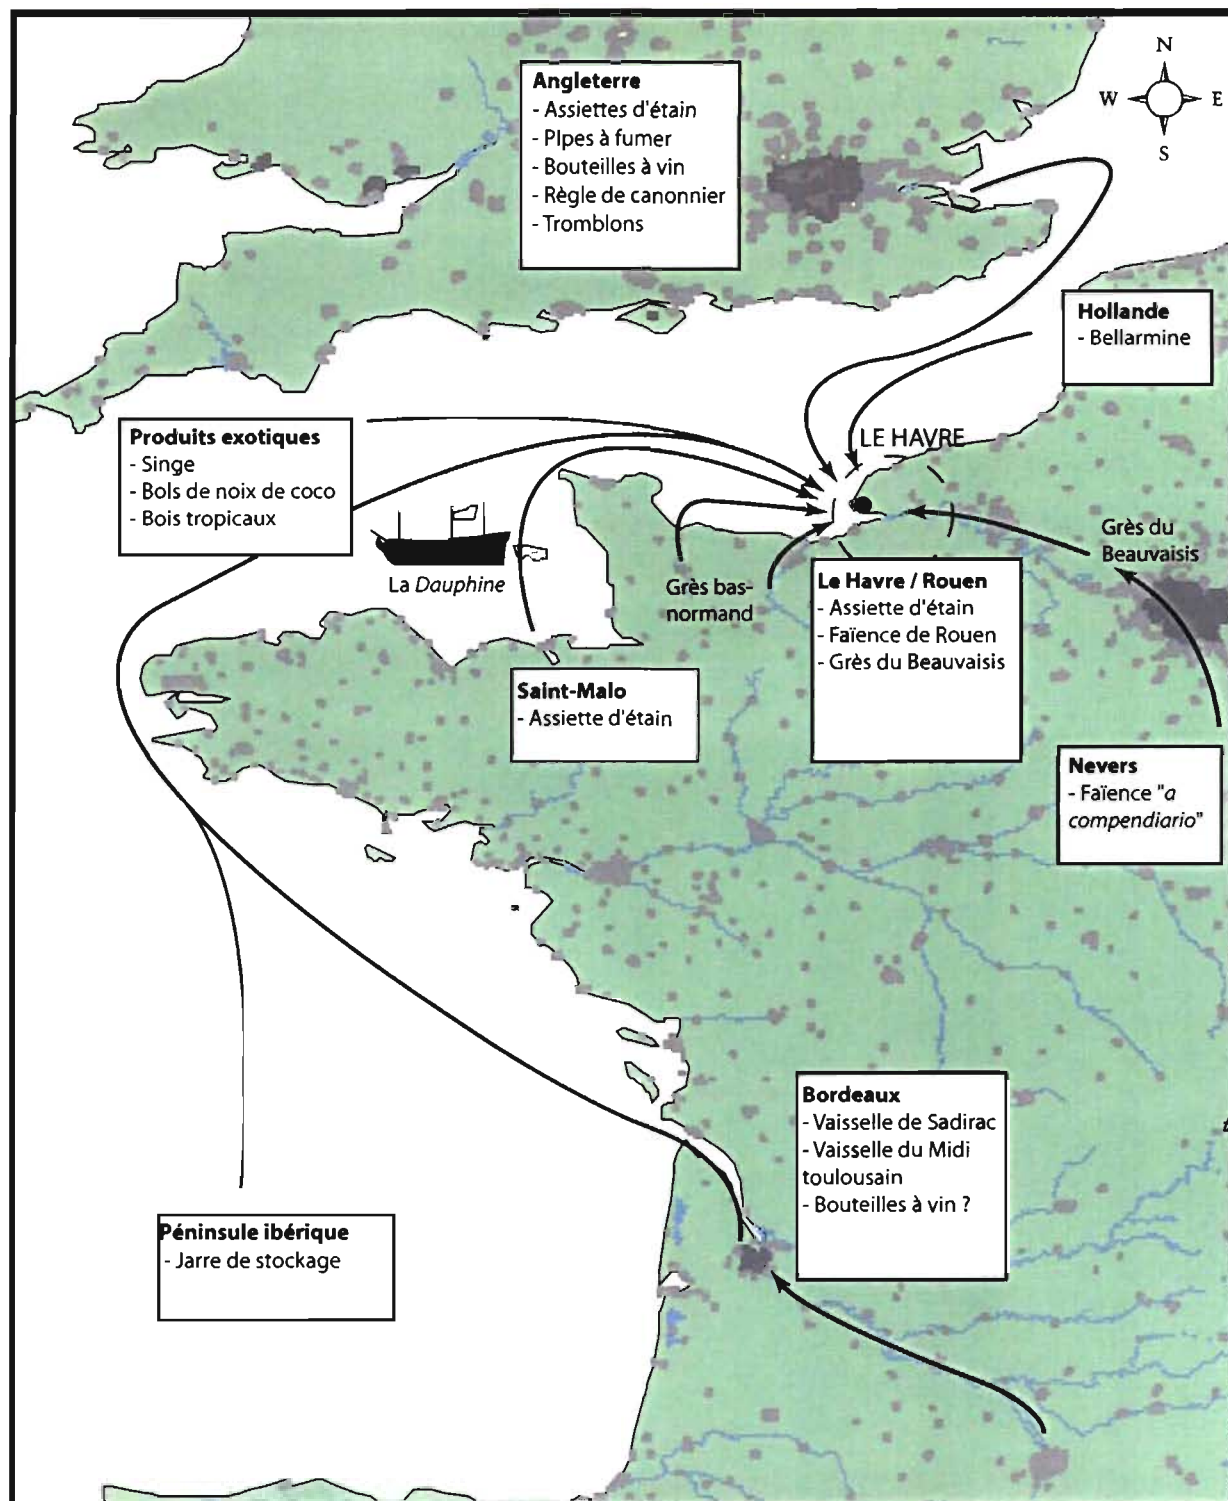 N
W E
S
Angleterre
- Assiettes d'étain
- Pipes à fumer
- Bouteilles à vin
- Règle de canonnier
- Tromblons
Hollande
- Bellarmine
LE HAVRE
Produits exotiques
- Singe
- Bols de noix de coco
- Bois tropicaux
La Dauphine
Grès bas-
normand
Grès du
Beauvaisis
Le Havre / Rouen
- Assiette d'étain
- Faïence de Rouen
- Grès du Beauvaisis
Saint-Malo
- Assiette d'étain
Nevers
- Faïence "a
compendiario"
Bordeaux
- Vaisselle de Sadirac
- Vaisselle du Midi
toulousain
- Bouteilles à vin ?
Péninsule ibérique
- Jarre de stockage